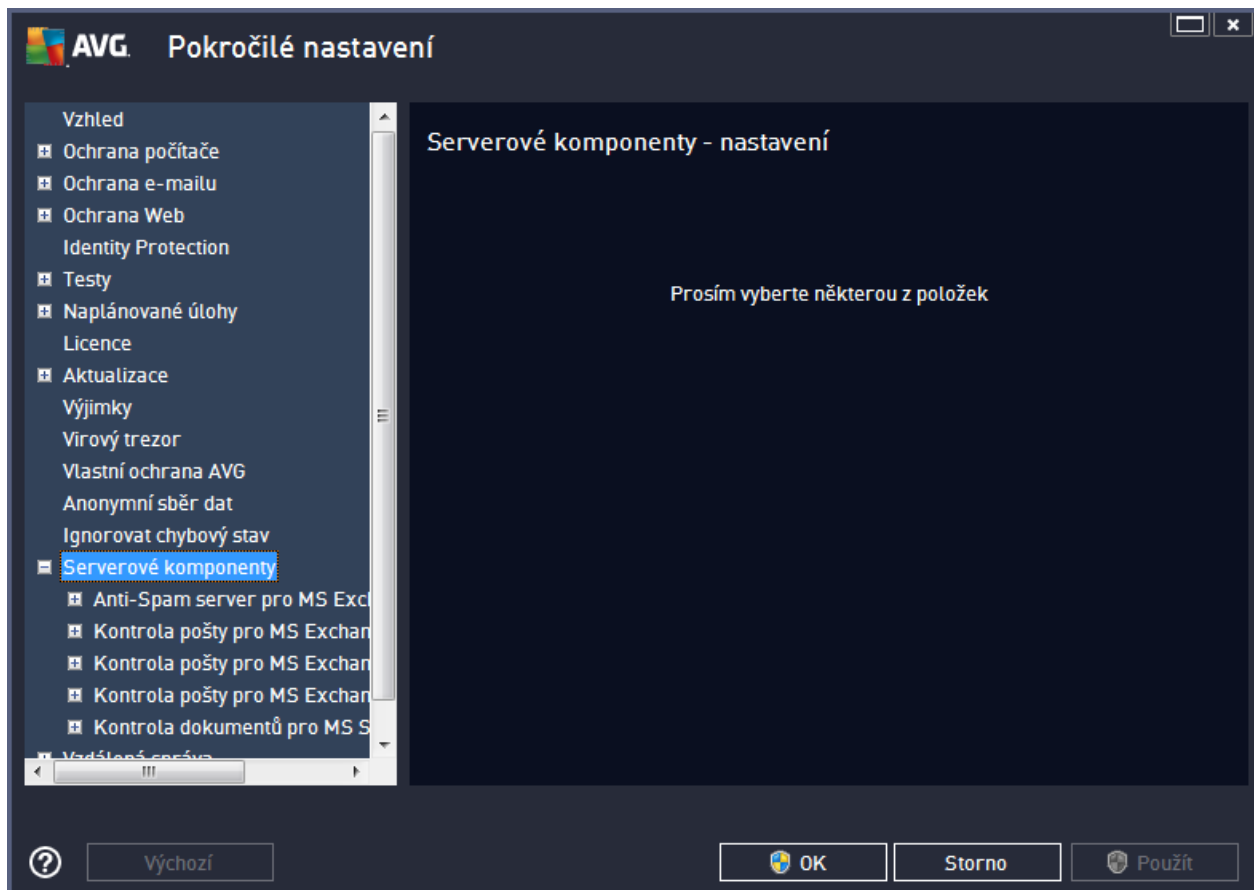 AVG. Pokročilé nastavení
Vzhled
Ochrana počítače
Ochrana e-mailu
Ochrana Web
Identity Protection
Testy
Naplánované úlohy
Licence
Aktualizace
Výjimky
Virový trezor
Vlastní ochrana AVG
Anonymní sběr dat
Ignorovat chybový stav
Serverové komponenty
Anti-Spam server pro MS Excl
Kontrola pošty pro MS Exchan
Kontrola pošty pro MS Exchan
Kontrola pošty pro MS Exchan
Kontrola dokumentů pro MS S
Vzdálená správa
Serverové komponenty - nastavení
Prosím vyberte některou z položek
Výchozí
OK
Storno
Použít